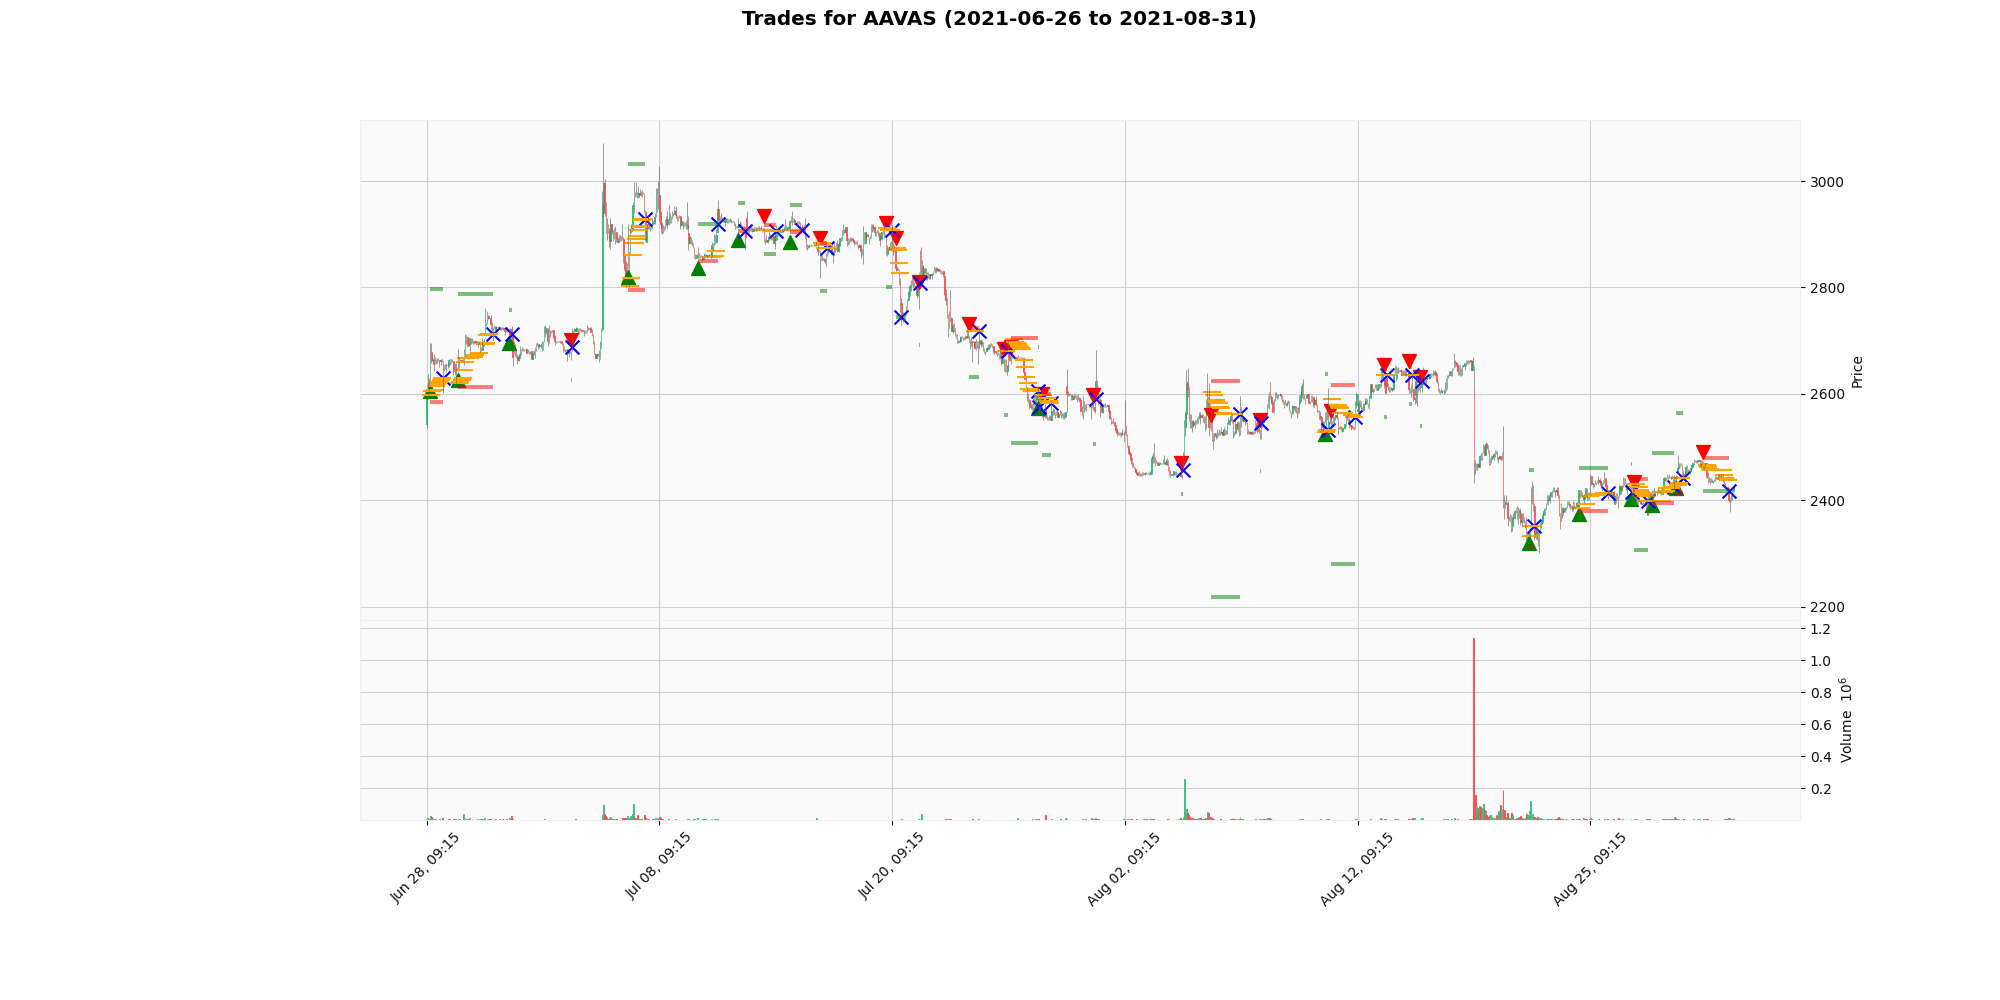 Trades for AAVAS (2021-06-26 to 2021-08-31)
3000
2800
2600
2400
2200
Price
1.2
1.0
0.8
0.6
0.4
0.2
Volume 10^6
Jun 28, 09:15
Jul 08, 09:15
Jul 20, 09:15
Aug 02, 09:15
Aug 12, 09:15
Aug 25, 09:15